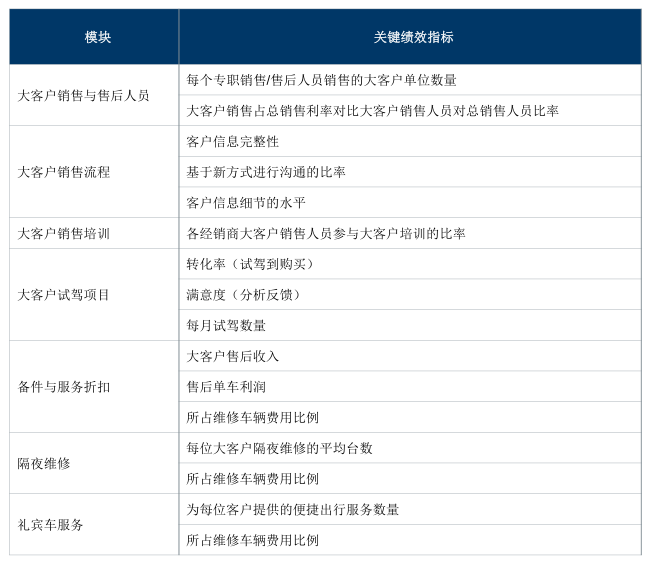 模块
关键绩效指标
大客户销售与售后人员
每个专职销售/售后人员销售的大客户单位数量
大客户销售占总销售利率对比大客户销售人员对总销售人员比率
大客户销售流程
客户信息完整性
基于新方式进行沟通的比率
客户信息细节的水平
大客户销售培训
各经销商大客户销售人员参与大客户培训的比率
大客户试驾项目
转化率（试驾到购买）
满意度（分析反馈）
每月试驾数量
备件与服务折扣
大客户售后收入
售后单车利润
所占维修车辆费用比例
隔夜维修
每位大客户隔夜维修的平均台数
所占维修车辆费用比例
礼宾车服务
为每位客户提供的便捷出行服务数量
所占维修车辆费用比例